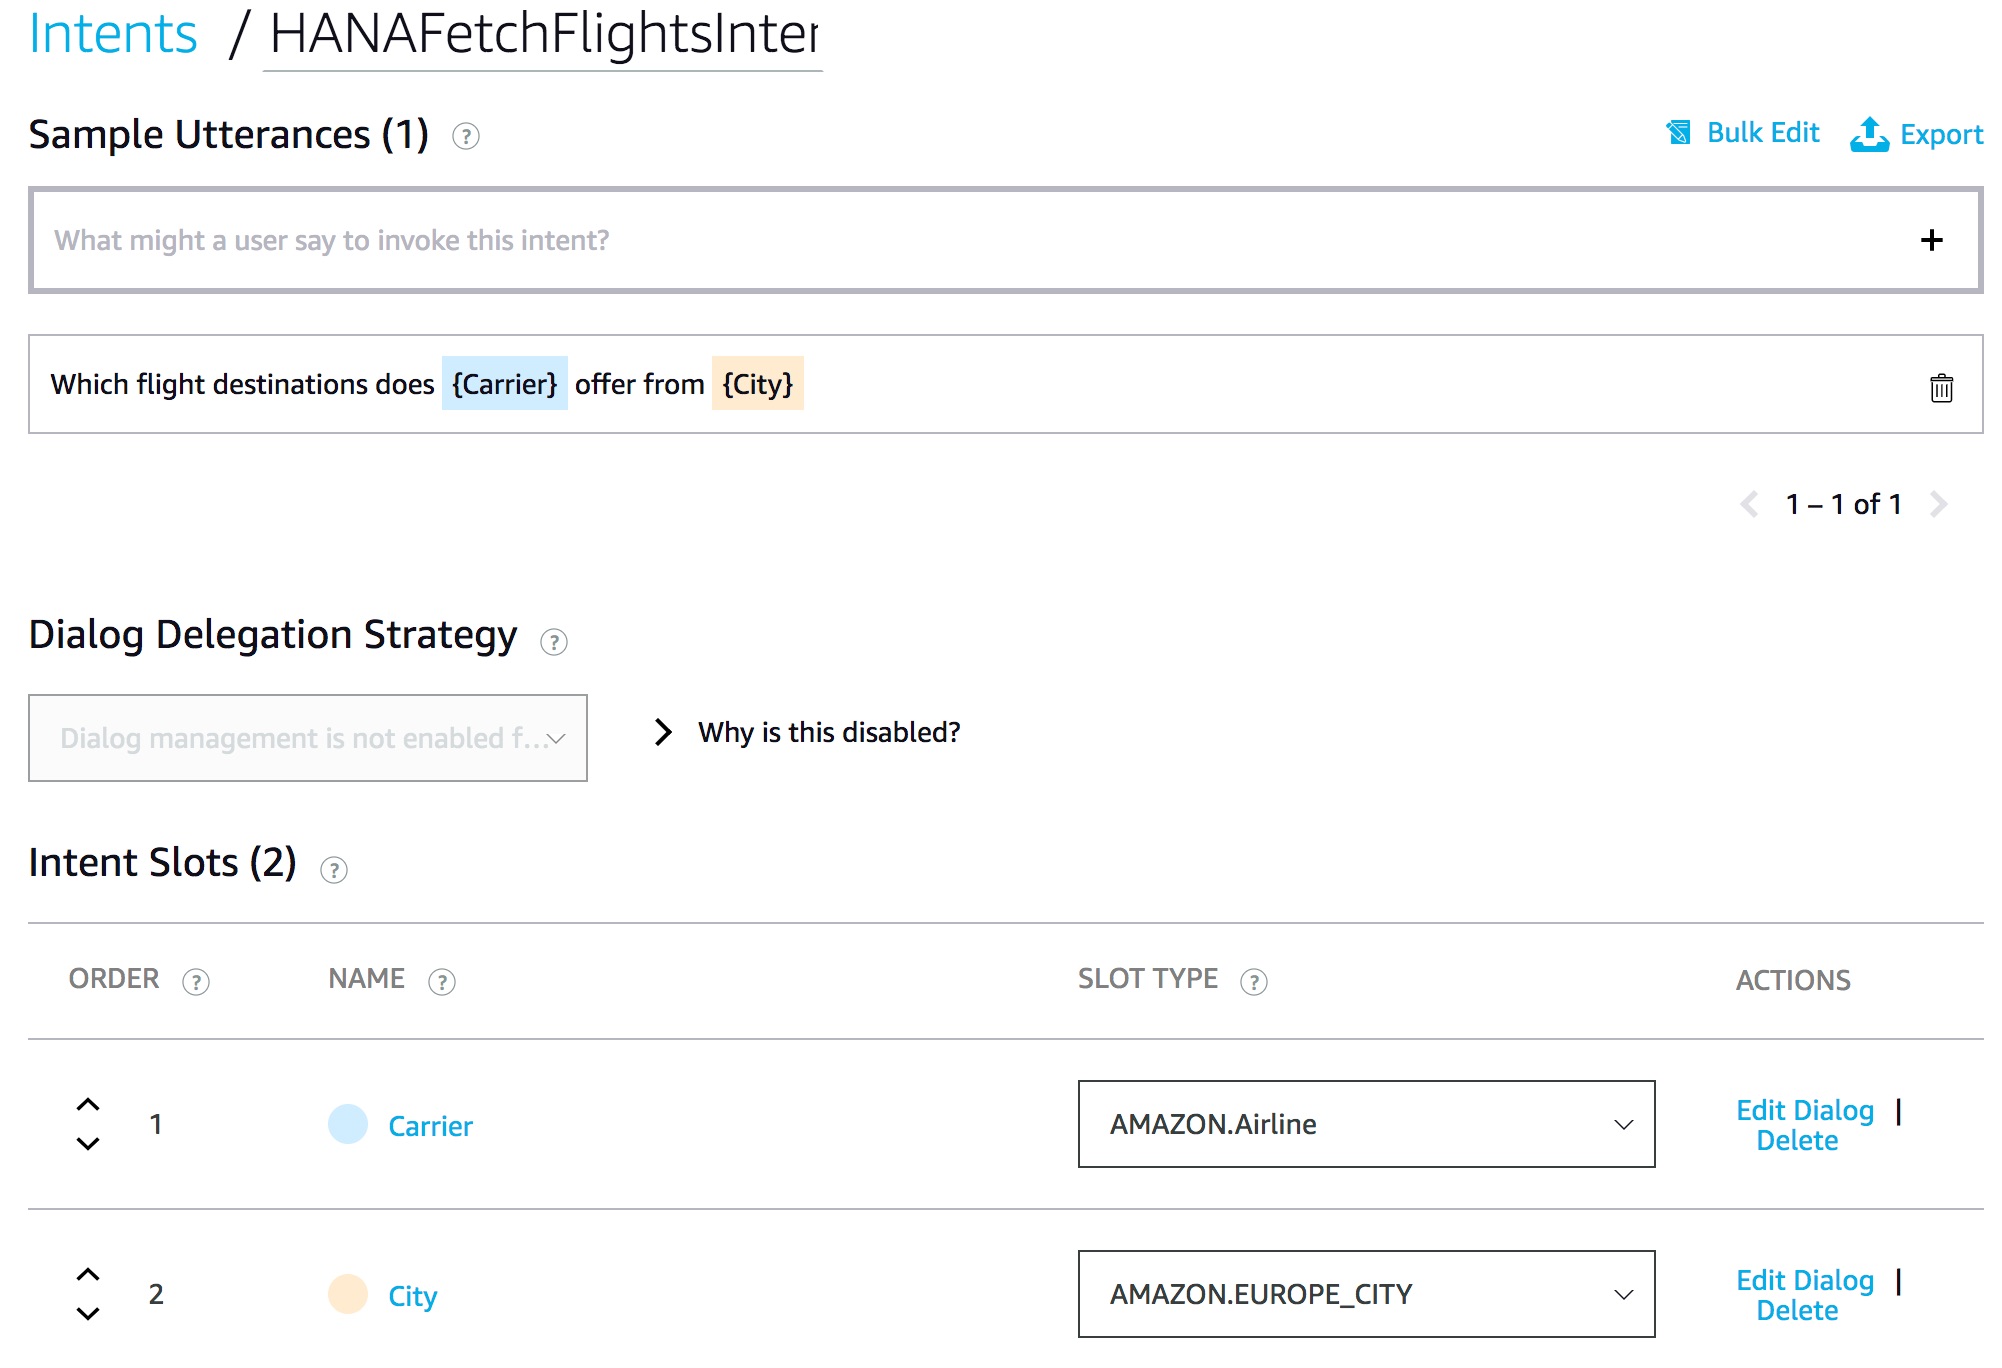 Intents / HANAFetchFlightsInter
Sample Utterances (1) ?
Bulk Edit Export
What might a user say to invoke this intent? +
Which flight destinations does {Carrier} offer from {City}
1 – 1 of 1
Dialog Delegation Strategy ?
Dialog management is not enabled f...
Why is this disabled?
Intent Slots (2) ?
ORDER ? NAME ? SLOT TYPE ? ACTIONS
1 Carrier AMAZON.Airline Edit Dialog |
Delete
2 City AMAZON.EUROPE_CITY Edit Dialog |
Delete